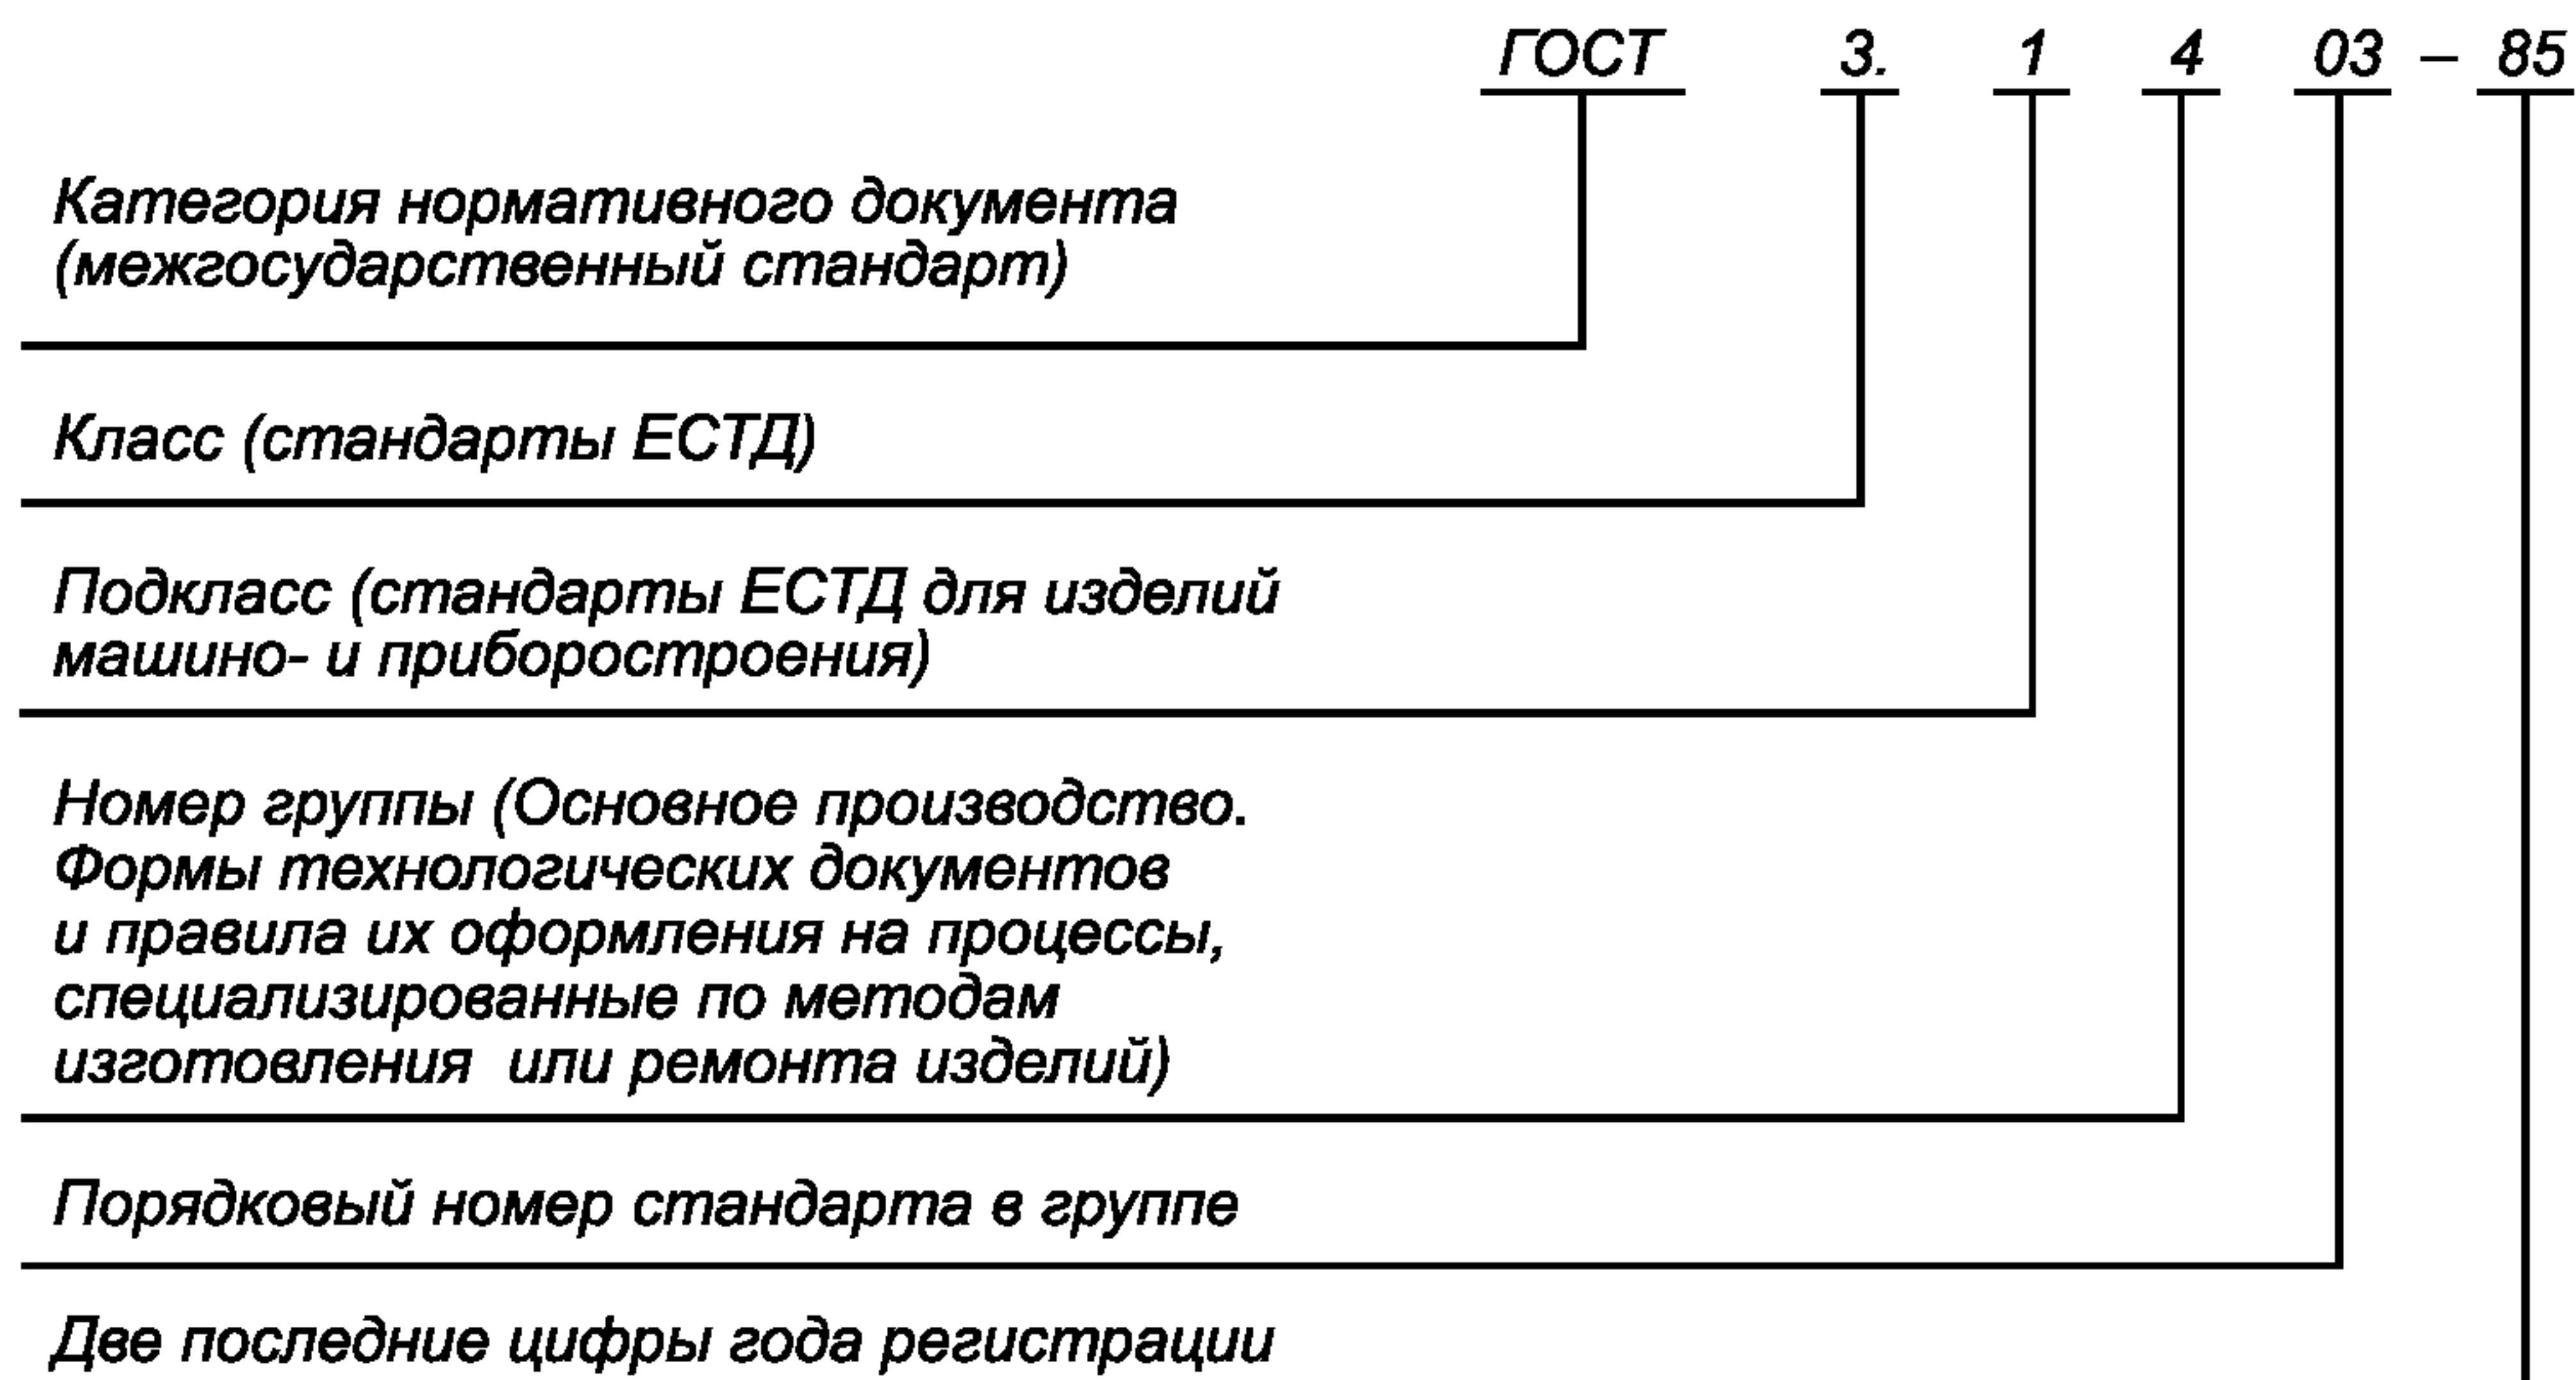 ГОСТ 3. 1 4 03 – 85
Категория нормативного документа
(межгосударственный стандарт)
Класс (стандарты ЕСТД)
Подкласс (стандарты ЕСТД для изделий
машино- и приборостроения)
Номер группы (Основное производство.
Формы технологических документов
и правила их оформления на процессы,
специализированные по методам
изготовления или ремонта изделий)
Порядковый номер стандарта в группе
Две последние цифры года регистрации